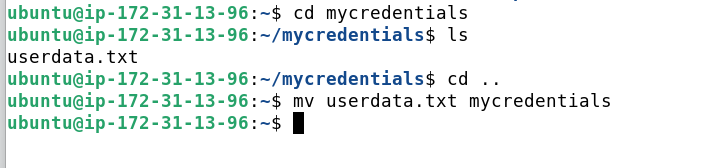 ubuntu@ip-172-31-13-96:~$ cd mycredentials
ubuntu@ip-172-31-13-96:~/mycredentials$ ls
userdata.txt
ubuntu@ip-172-31-13-96:~/mycredentials$ cd ..
ubuntu@ip-172-31-13-96:~$ mv userdata.txt mycredentials
ubuntu@ip-172-31-13-96:~$